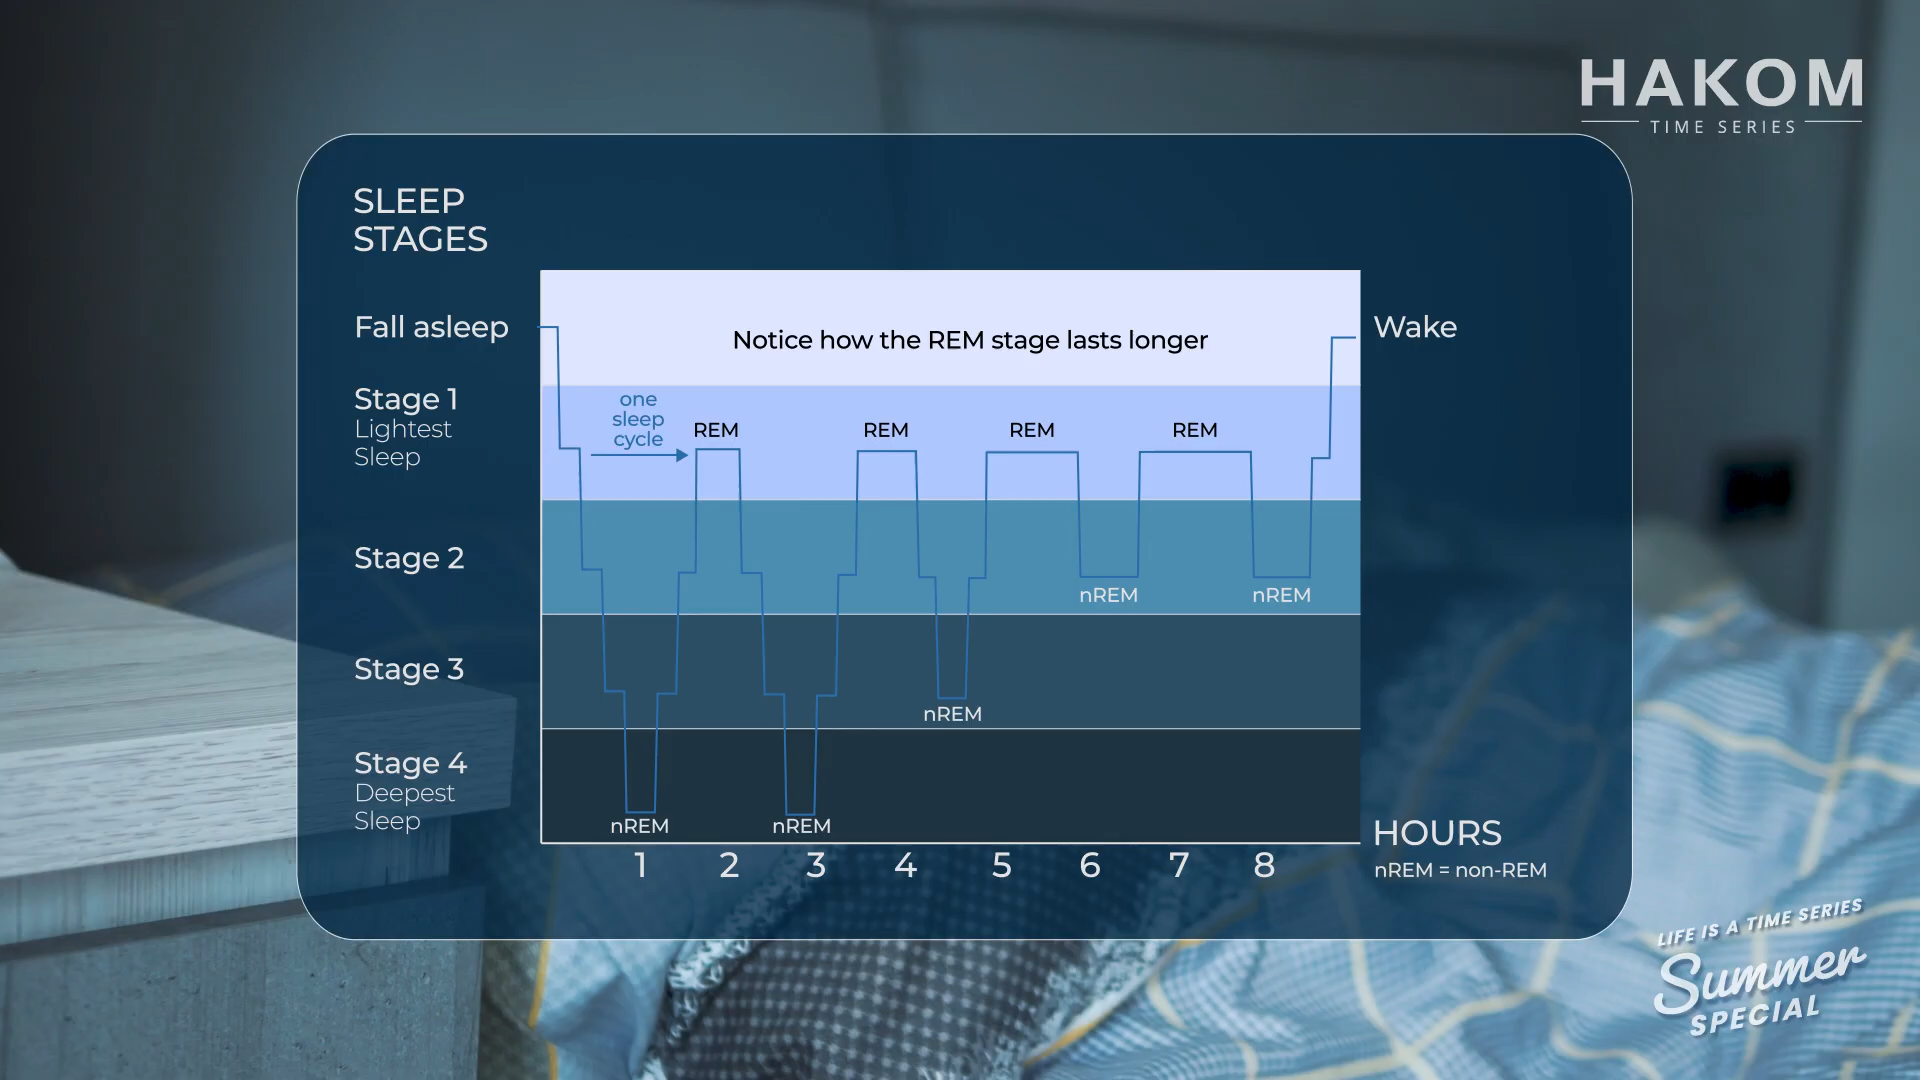 HAKOM
TIME SERIES
SLEEP
STAGES
Fall asleep
Notice how the REM stage lasts longer
Wake
Stage 1
Lightest
Sleep
one
sleep
cycle
REM
REM
REM
REM
Stage 2
nREM
nREM
Stage 3
nREM
Stage 4
Deepest
Sleep
nREM
nREM
HOURS
1 2 3 4 5 6 7 8
nREM = non-REM
LIFE IS A TIME SERIES
Summer
SPECIAL